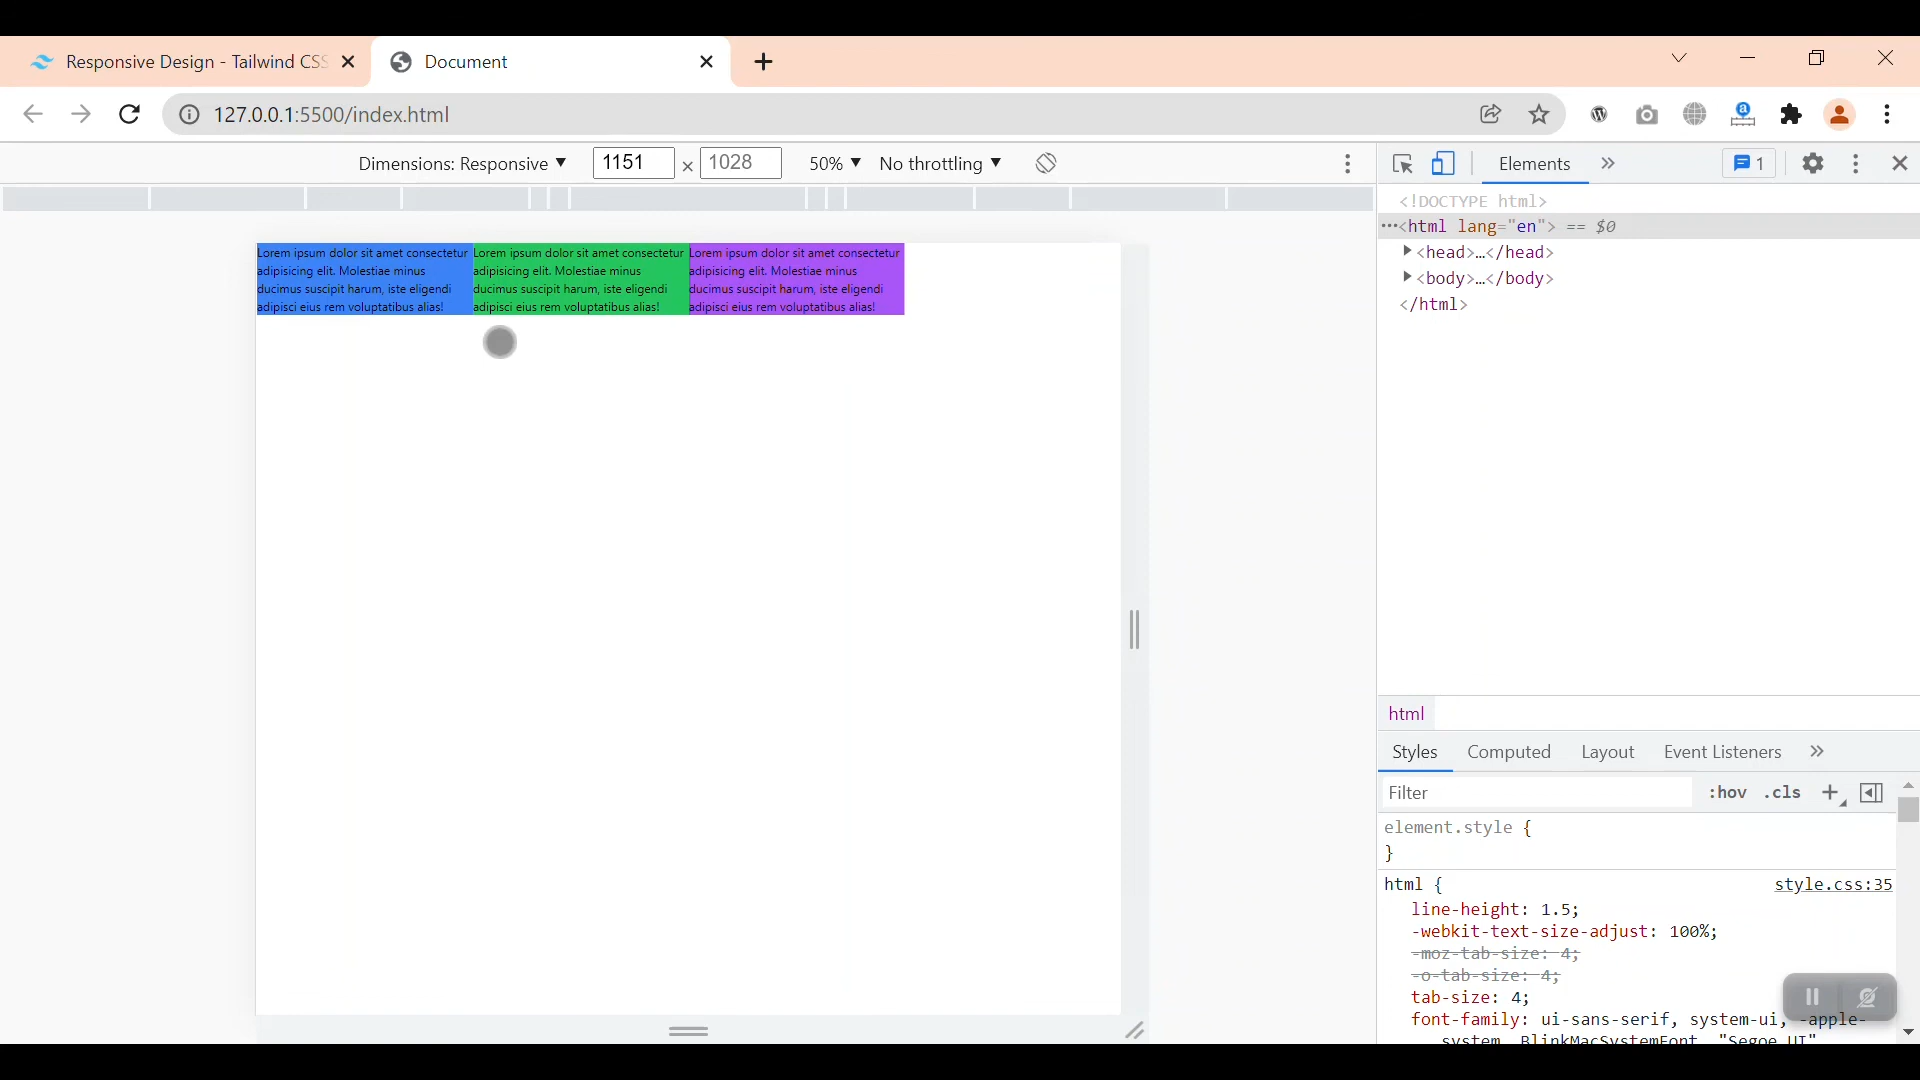 Responsive Design - Tailwind CSS
Document
127.0.0.1:5500/index.html
Dimensions: Responsive
1151
×
1028
50%
No throttling
Elements
1
Lorem ipsum dolor sit amet consectetur
adipisicing elit. Molestiae minus
ducimus suscipit harum, iste eligendi
adipisci eius rem voluptatibus alias!
Lorem ipsum dolor sit amet consectetur
adipisicing elit. Molestiae minus
ducimus suscipit harum, iste eligendi
adipisci eius rem voluptatibus alias!
Lorem ipsum dolor sit amet consectetur
adipisicing elit. Molestiae minus
ducimus suscipit harum, iste eligendi
adipisci eius rem voluptatibus alias!
<!DOCTYPE html>
…<html lang="en"> == $0
<head>…</head>
<body>…</body>
</html>
html
Styles
Computed
Layout
Event Listeners
Filter
:hov
.cls
element.style {
}
html {
style.css:35
line-height: 1.5;
-webkit-text-size-adjust: 100%;
-moz-tab-size: 4;
-o-tab-size: 4;
tab-size: 4;
font-family: ui-sans-serif, system-ui, -apple-
system, BlinkMacSystemFont, "Segoe UI"